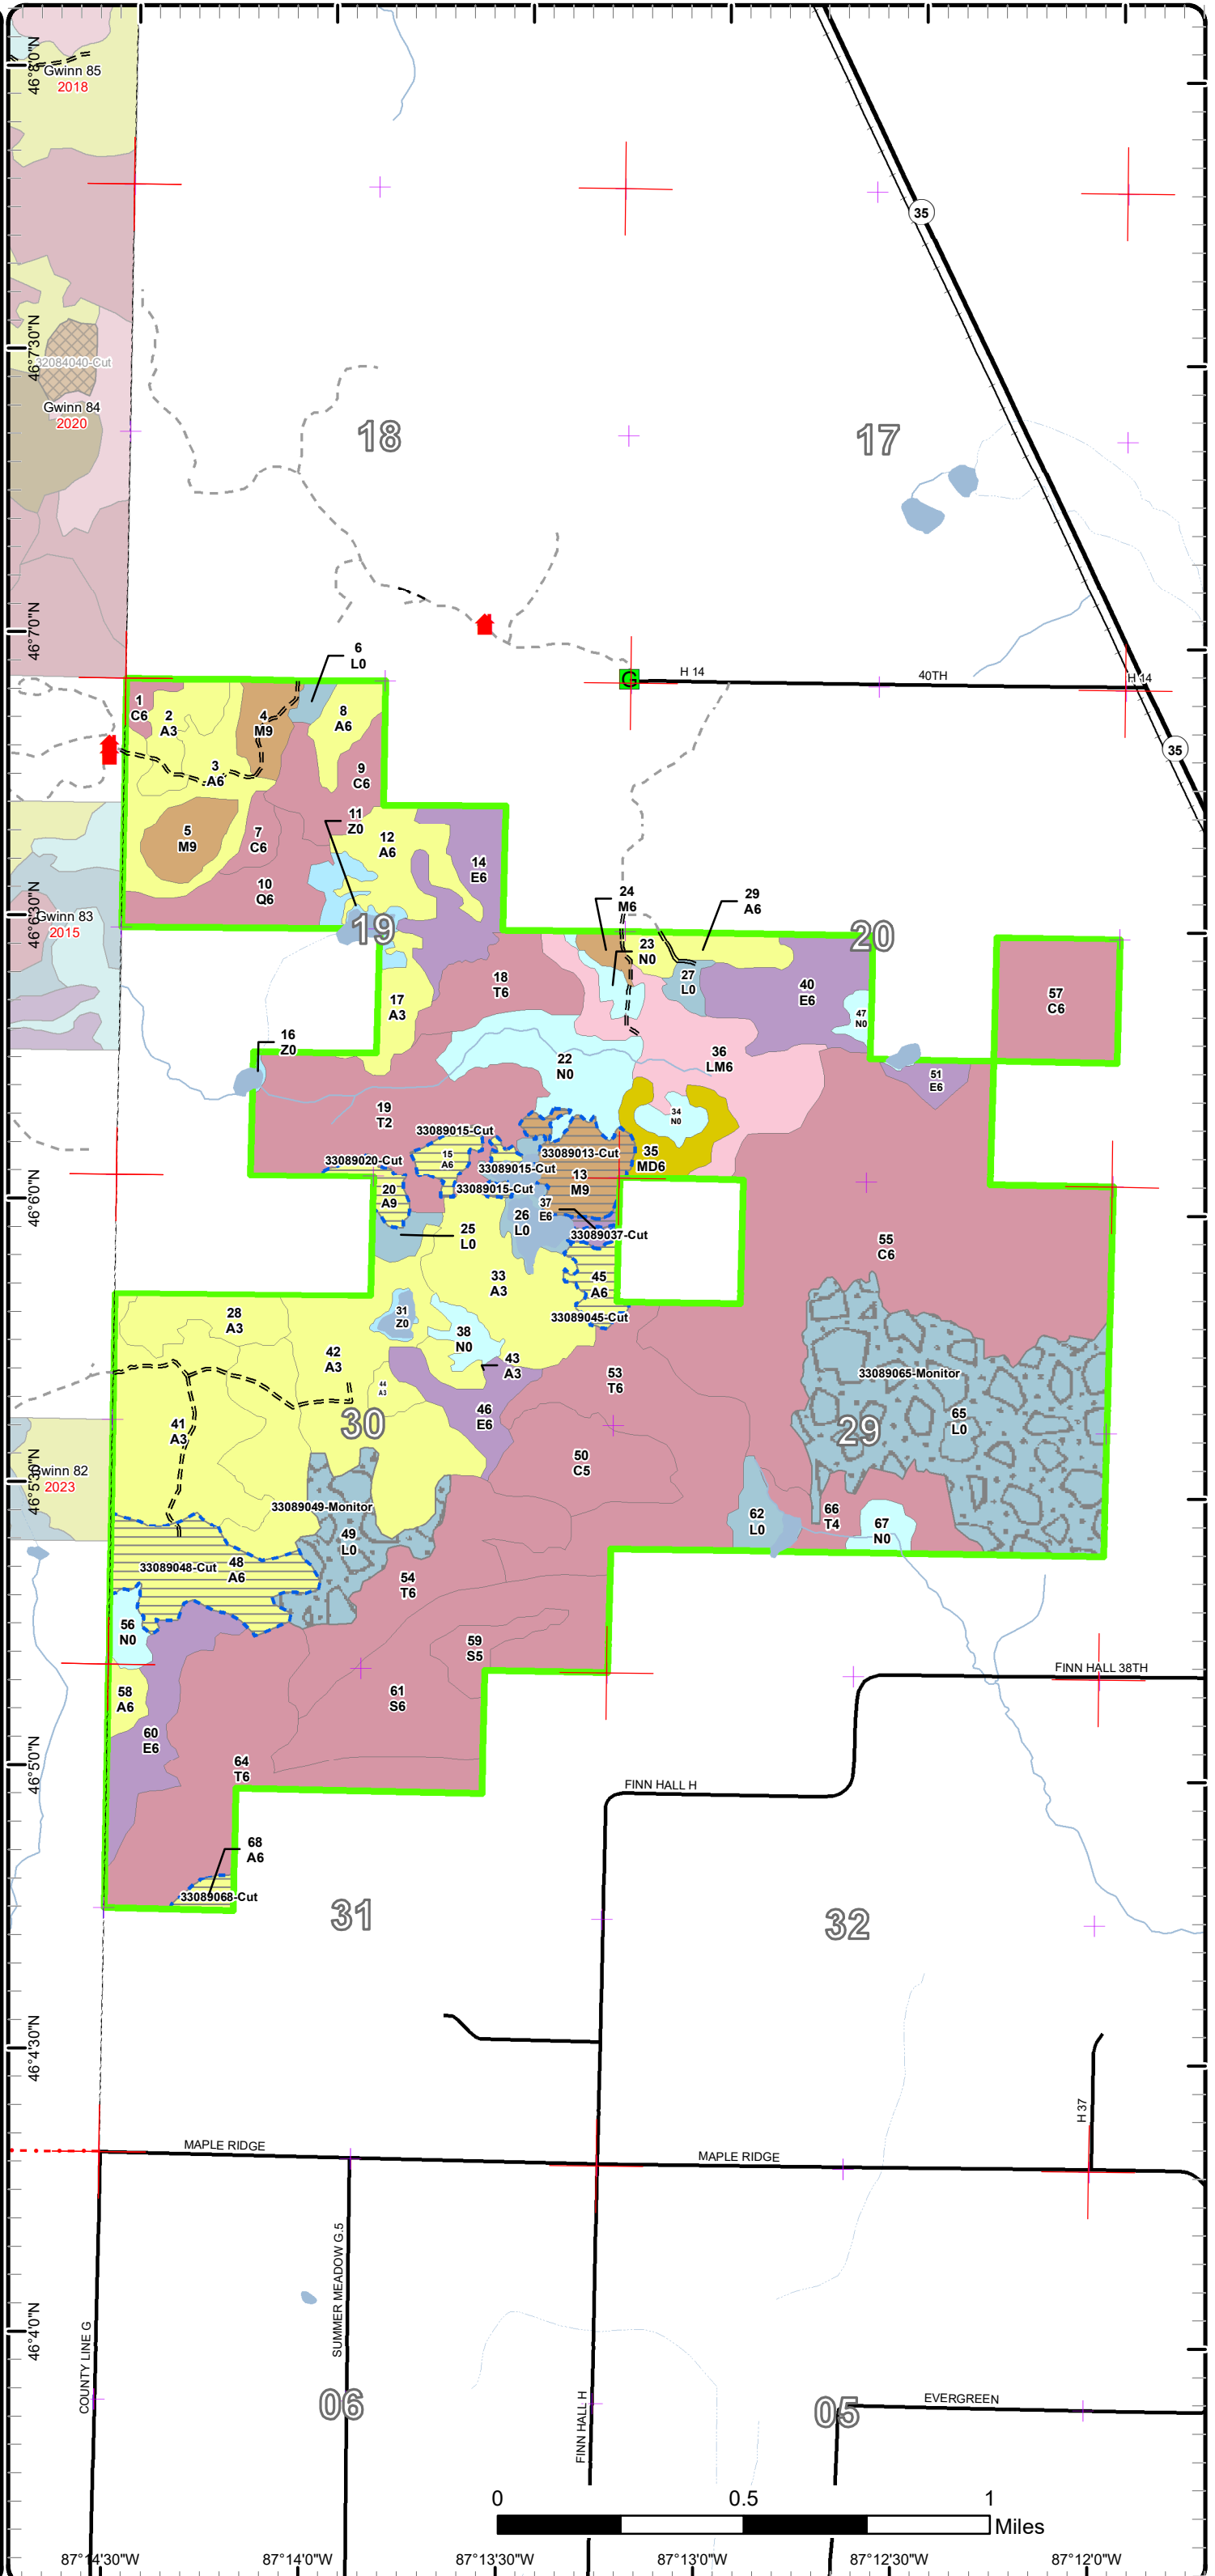 46°8'0"N
Gwinn 85
2018
35
46°7'30"N
32084040-Cut
Gwinn 84
2020
18
17
46°7'0"N
6
L0
G
H 14
40TH
H 14
1
C6
2
A3
4
M9
8
A6
35
3
A6
9
C6
11
Z0
5
M9
7
C6
12
A6
14
E6
10
Q6
24
M6
29
A6
46°6'30"N
Gwinn 83
2015
19
20
23
N0
18
T6
27
L0
40
E6
57
C6
17
A3
47
N0
16
Z0
22
N0
36
LM6
51
E6
19
T2
34
N0
33089015-Cut
33089013-Cut
35
MD6
33089020-Cut
15
A6
33089015-Cut
13
M9
46°6'0"N
20
A9
33089015-Cut
37
E6
26
L0
25
L0
33089037-Cut
55
C6
33
A3
45
A6
28
A3
31
Z0
33089045-Cut
38
N0
42
A3
43
A3
53
T6
33089065-Monitor
44
A3
41
A3
30
46
E6
65
L0
29
50
C5
46°5'30"N
Gwinn 82
2023
33089049-Monitor
49
L0
62
L0
66
T4
67
N0
33089048-Cut
48
A6
54
T6
56
N0
59
S5
FINN HALL 38TH
58
A6
61
S6
60
E6
46°5'0"N
64
T6
FINN HALL H
68
A6
33089068-Cut
31
32
46°4'30"N
H 37
MAPLE RIDGE
MAPLE RIDGE
SUMMER MEADOW G.5
46°4'0"N
COUNTY LINE G
FINN HALL H
06
05
EVERGREEN
0
0.5
1
Miles
87°14'30"W
87°14'0"W
87°13'30"W
87°13'0"W
87°12'30"W
87°12'0"W